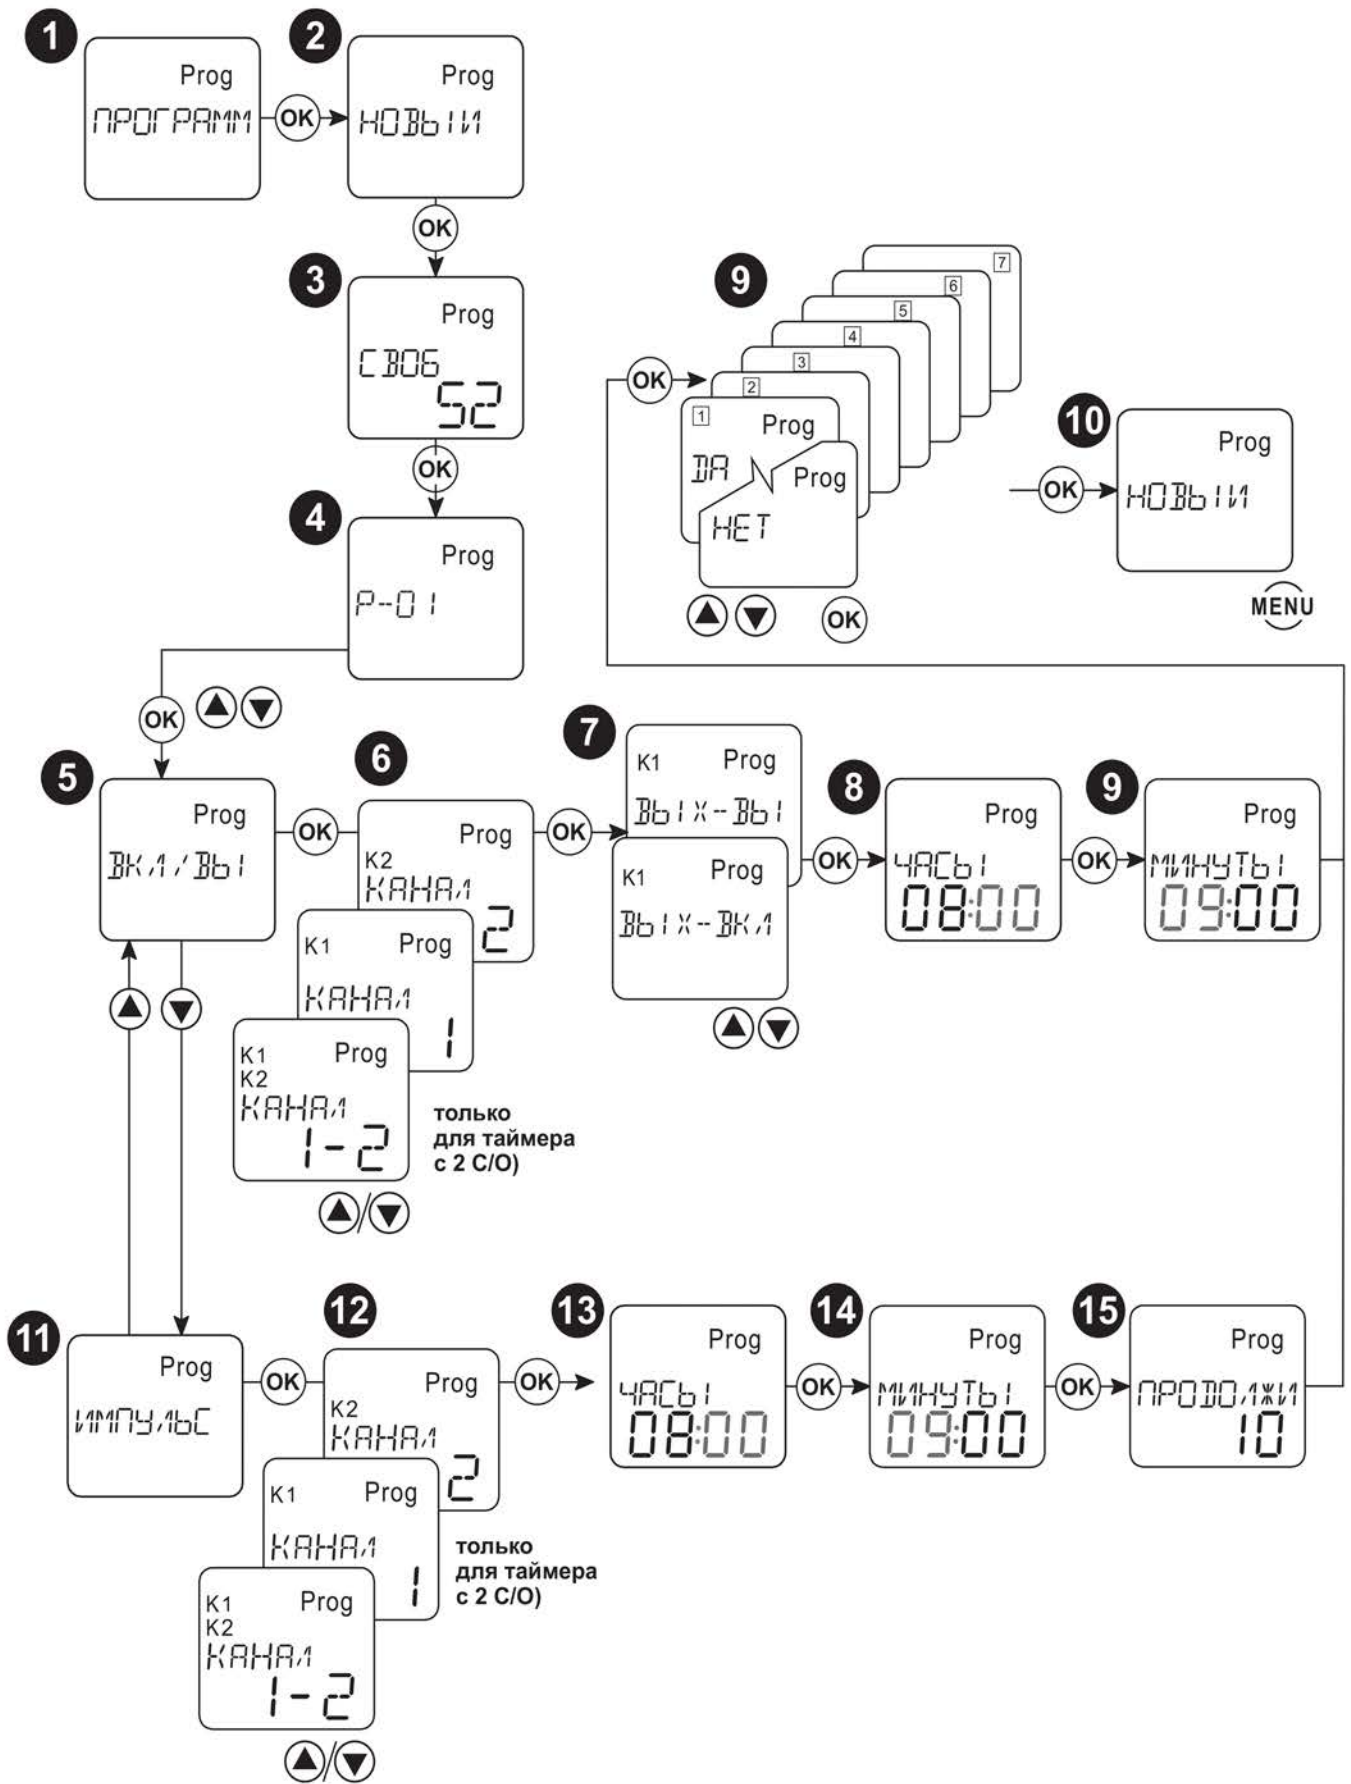 1
Prog
ПРОГРАММ
OK
2
Prog
НОВЫИ
OK
3
Prog
СВОБ
52
OK
4
Prog
P-01
OK
5
Prog
ВКЛ/ВЫ
OK
6
Prog
K2
КАНАЛ
2
K1
Prog
КАНАЛ
1
K1
Prog
K2
КАНАЛ
1-2
только
для таймера
с 2 С/О)
OK
7
K1
Prog
ВЫХ-ВЫ
K1
Prog
ВЫХ-ВКЛ
OK
8
Prog
ЧАСЫ
08:00
OK
9
Prog
МИНУТЫ
09:00
OK
9
7
6
5
4
3
2
1
Prog
ДА
Prog
НЕТ
OK
OK
10
Prog
НОВЫИ
MENU
11
Prog
ИМПУЛЬС
OK
12
Prog
K2
КАНАЛ
2
K1
Prog
КАНАЛ
1
K1
Prog
K2
КАНАЛ
1-2
только
для таймера
с 2 С/О)
OK
13
Prog
ЧАСЫ
08:00
OK
14
Prog
МИНУТЫ
09:00
OK
15
Prog
ПРОДОЛЖИ
10